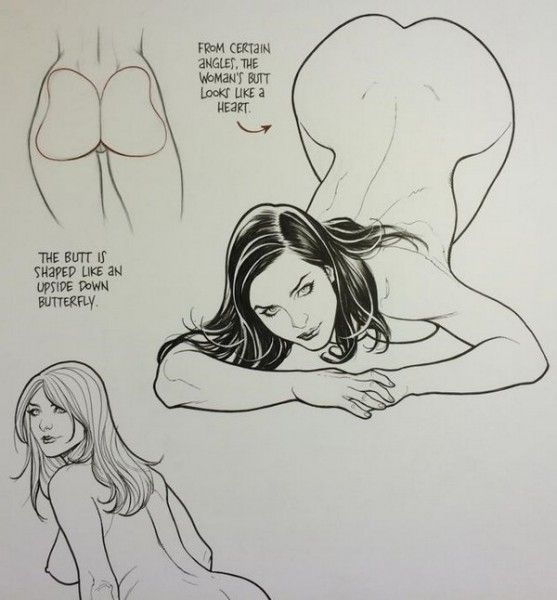 FROM CERTAIN
ANGLES, THE
WOMAN'S BUTT
LOOKS LIKE A
HEART.
THE BUTT IS
SHAPED LIKE AN
UPSIDE DOWN
BUTTERFLY.